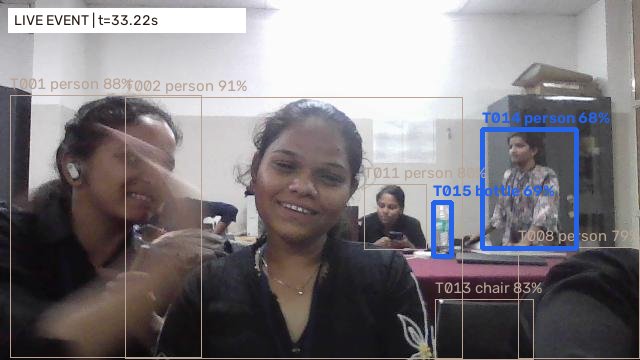 LIVE EVENT | t=33.22s
T001 person 88%
T002 person 91%
T014 person 68%
T011 person 80%
T015 bottle 69%
T008 person 79%
T013 chair 83%